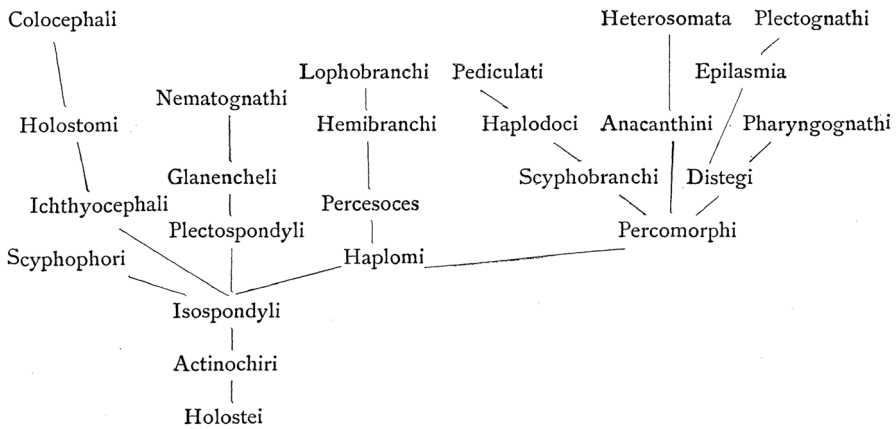 Colocephali
Heterosomata Plectognathi
Lophobranchi Pediculati Epilasmia
Nematognathi
Holostomi Hemibranchi Haplodoci Anacanthini Pharyngognathi
Glanencheli Scyphobranchi Distegi
Ichthyocephali Percesoces
Plectospondyli Percomorphi
Scyphophori Haplomi
Isospondyli
Actinochiri
Holostei